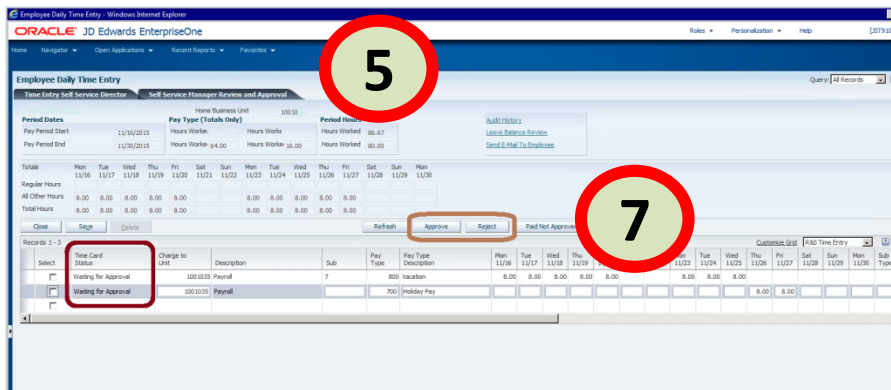 Employee Daily Time Entry - Windows Internet Explorer
ORACLE JD Edwards EnterpriseOne
Roles Personalization Help [JST910
Home Navigator Open Applications Recent Reports Favorites
5
Employee Daily Time Entry
Query: All Records
Time Entry Self Service Director Self Service Manager Review and Approval
Home Business Unit 10010
Period Dates Pay Type (Totals Only) Period Hours
Audit History
Pay Period Start 11/16/2015 Hours Worked Hours Worke Hours Worked 86.67
Leave Balance Review
Pay Period End 11/30/2015 Hours Worker 64.00 Hours Worker 16.00 Hours Worked 80.00
Send E-Mail To Employee
Totals Mon Tue Wed Thu Fri Sat Sun Mon Tue Wed Thu Fri Sat Sun Mon
11/16 11/17 11/18 11/19 11/20 11/21 11/22 11/23 11/24 11/25 11/26 11/27 11/28 11/29 11/30
Regular Hours
All Other Hours 8.00 8.00 8.00 8.00 8.00 8.00 8.00 8.00 8.00 8.00
Total Hours 8.00 8.00 8.00 8.00 8.00 8.00 8.00 8.00 8.00 8.00
Close Save Delete Refresh Approve Reject Paid Not Approve
7
Records 1 - 3 Customize Grid R&S Time Entry
Select Time Card Status Charge to Unit Description Sub Pay Type Pay Type Description Mon 11/16 Tue 11/17 Wed 11/18 Thu Mon 11/23 Tue 11/24 Wed 11/25 Thu 11/26 Fri 11/27 Sat 11/28 Sun 11/29 Mon 11/30 Sub Type
Waiting for Approval 1001035 Payroll 7 800 Vacation 8.00 8.00 8.00 8.00 8.00 8.00 8.00 8.00
Waiting for Approval 1001035 Payroll 700 Holiday Pay 8.00 8.00